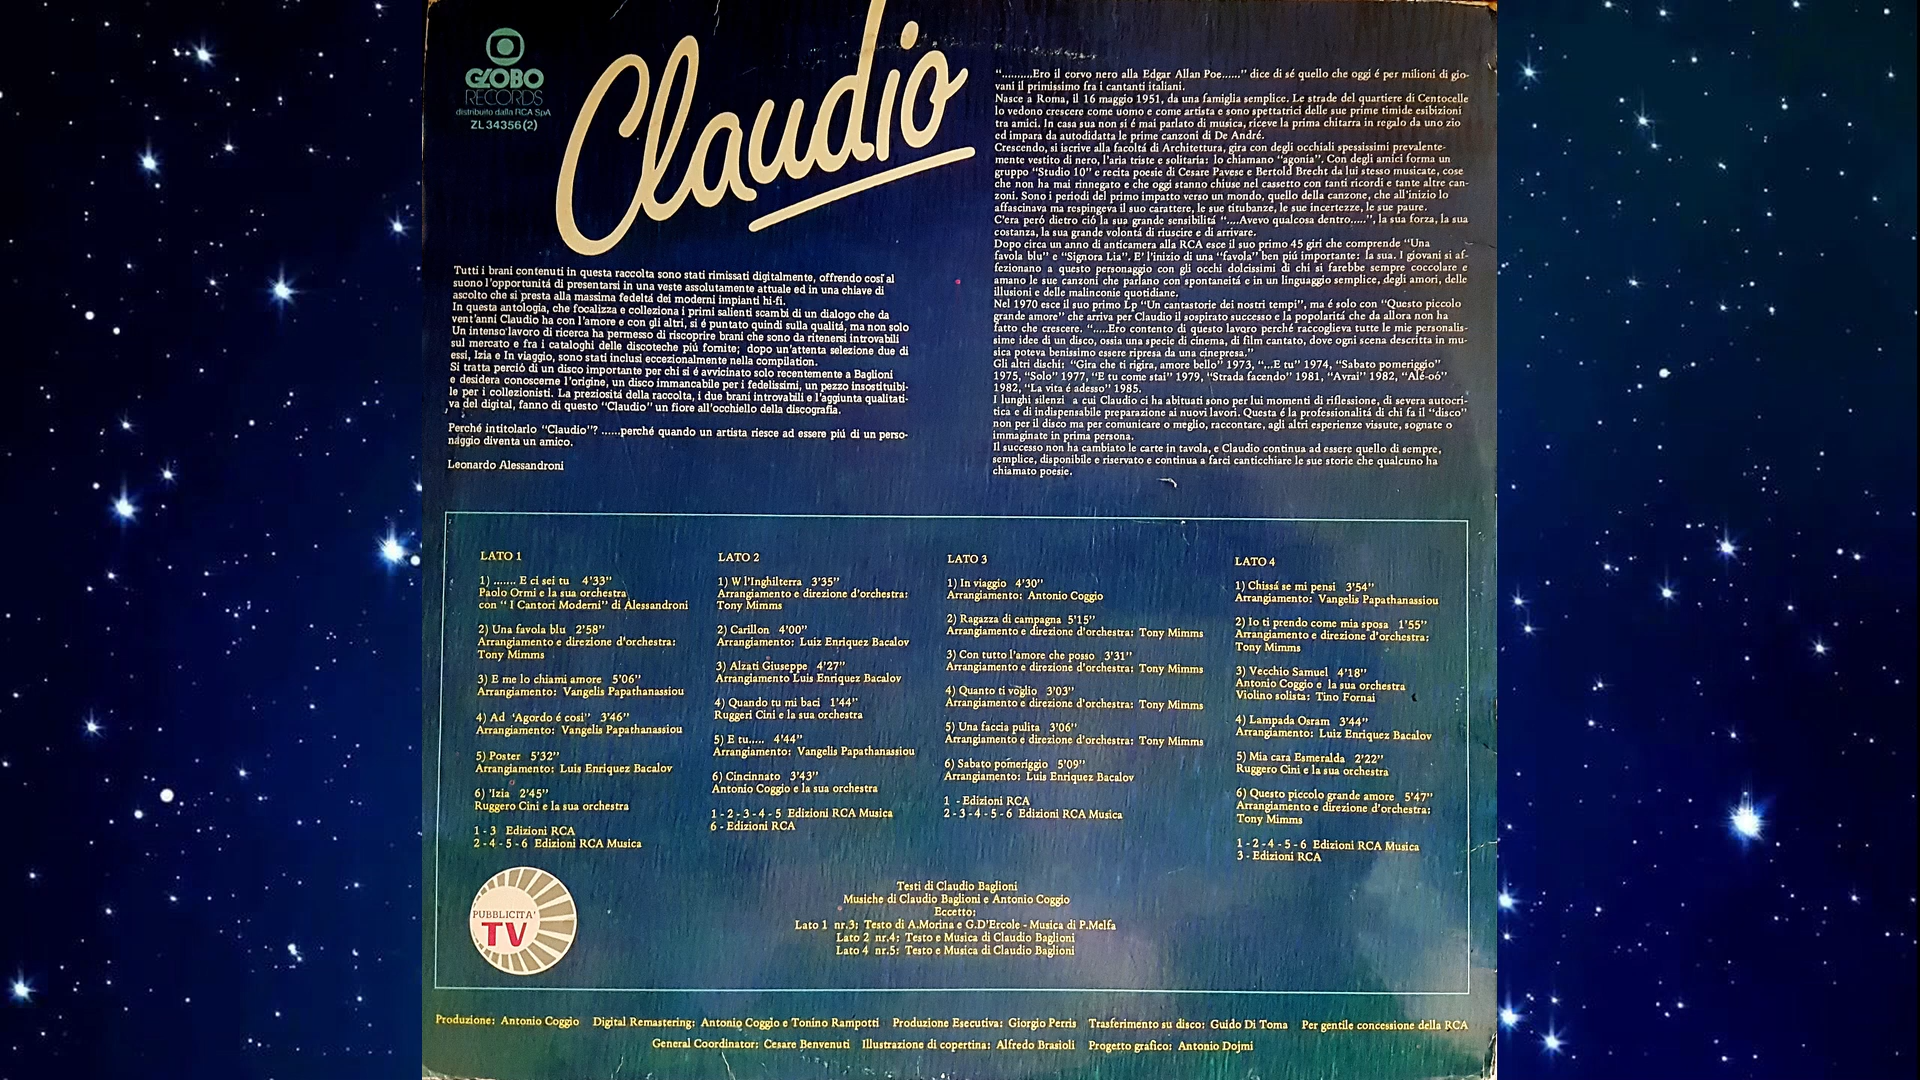 GLOBO
RECORDS
distribuito dalla RCA SpA
ZL 34356 (2)
Claudio
Tutti i brani contenuti in questa raccolta sono stati rimissati digitalmente, offrendo così al
suono l'opportunitá di presentarsi in una veste assolutamente attuale ed in una chiave di
ascolto che si presta alla massima fedeltá dei moderni impianti hi-fi.
In questa antologia, che focalizza e colleziona i primi salienti scambi di un dialogo che da
vent'anni Claudio ha con l'amore e con gli altri, si é puntato quindi sulla qualitá, ma non solo
Un intenso lavoro di ricerca ha permesso di riscoprire brani che sono da ritenersi introvabili
sul mercato e fra i cataloghi delle discoteche piú fornite; dopo un'attenta selezione due di
essi, Izia e In viaggio, sono stati inclusi eccezionalmente nella compilation.
Si tratta perció di un disco importante per chi si é avvicinato solo recentemente a Baglioni
e desidera conoscerne l'origine, un disco immancabile per i fedelissimi, un pezzo insostituibi-
le per i collezionisti. La preziositá della raccolta, i due brani introvabili e l'aggiunta qualitati-
va del digital, fanno di questo "Claudio" un fiore all'occhiello della discografia.
Perché intitolarlo "Claudio"? ......perché quando un artista riesce ad essere piú di un perso-
naggio diventa un amico.
Leonardo Alessandroni
"..........Ero il corvo nero alla Edgar Allan Poe......" dice di sé quello che oggi é per milioni di gio-
vani il primissimo fra i cantanti italiani.
Nasce a Roma, il 16 maggio 1951, da una famiglia semplice. Le strade del quartiere di Centocelle
lo vedono crescere come uomo e come artista e sono spettatrici delle sue prime timide esibizioni
tra amici. In casa sua non si é mai parlato di musica, riceve la prima chitarra in regalo da uno zio
ed impara da autodidatta le prime canzoni di De André.
Crescendo, si iscrive alla facoltá di Architettura, gira con degli occhiali spessissimi prevalente-
mente vestito di nero, l'aria triste e solitaria: lo chiamano "agonia". Con degli amici forma un
gruppo "Studio 10" e recita poesie di Cesare Pavese e Bertold Brecht da lui stesso musicate, cose
che non ha mai rinnegato e che oggi stanno chiuse nel cassetto con tanti ricordi e tante altre can-
zoni. Sono i periodi del primo impatto verso un mondo, quello della canzone, che all'inizio lo
affascinava ma respingeva il suo carattere, le sue titubanze, le sue incertezze, le sue paure.
C'era peró dietro ció la sua grande sensibilitá "....Avevo qualcosa dentro.....", la sua forza, la sua
costanza, la sua grande volontá di riuscire e di arrivare.
Dopo circa un anno di anticamera alla RCA esce il suo primo 45 giri che comprende "Una
favola blu" e "Signora Lia". E' l'inizio di una "favola" ben piú importante: la sua. I giovani si af-
fezionano a questo personaggio con gli occhi dolcissimi di chi si farebbe sempre coccolare e
amano le sue canzoni che parlano con spontaneitá e in un linguaggio semplice, degli amori, delle
illusioni e delle malinconie quotidiane.
Nel 1970 esce il suo primo Lp "Un cantastorie dei nostri tempi", ma é solo con "Questo piccolo
grande amore" che arriva per Claudio il sospirato successo e la popolaritá che da allora non ha
fatto che crescere. ".....Ero contento di questo lavoro perché raccoglieva tutte le mie personalis-
sime idee di un disco, ossia una specie di cinema, di film cantato, dove ogni scena descritta in mu-
sica poteva benissimo essere ripresa da una cinepresa."
Gli altri dischi: "Gira che ti rigira, amore bello" 1973, "...E tu" 1974, "Sabato pomeriggio"
1975, "Solo" 1977, "E tu come stai" 1979, "Strada facendo" 1981, "Avrai" 1982, "Alé-oó"
1982, "La vita é adesso" 1985.
I lunghi silenzi a cui Claudio ci ha abituati sono per lui momenti di riflessione, di severa autocri-
tica e di indispensabile preparazione ai nuovi lavori. Questa é la professionalitá di chi fa il "disco"
non per il disco ma per comunicare o meglio, raccontare, agli altri esperienze vissute, sognate o
immaginate in prima persona.
Il successo non ha cambiato le carte in tavola, e Claudio continua ad essere quello di sempre,
semplice, disponibile e riservato e continua a farci canticchiare le sue storie che qualcuno ha
chiamato poesie.
LATO 1
1) ....... E ci sei tu 4'33"
Paolo Ormi e la sua orchestra
con " I Cantori Moderni" di Alessandroni
2) Una favola blu 2'58"
Arrangiamento e direzione d'orchestra:
Tony Mimms
3) E me lo chiami amore 5'06"
Arrangiamento: Vangelis Papathanassiou
4) Ad 'Agordo é cosi" 3'46"
Arrangiamento: Vangelis Papathanassiou
5) Poster 5'32"
Arrangiamento: Luis Enriquez Bacalov
6) 'Izia 2'45"
Ruggero Cini e la sua orchestra
1 - 3 Edizioni RCA
2 - 4 - 5 - 6 Edizioni RCA Musica
LATO 2
1) W l'Inghilterra 3'35"
Arrangiamento e direzione d'orchestra:
Tony Mimms
2) Carillon 4'00"
Arrangiamento: Luiz Enriquez Bacalov
3) Alzati Giuseppe 4'27"
Arrangiamento Luis Enriquez Bacalov
4) Quando tu mi baci 1'44"
Ruggeri Cini e la sua orchestra
5) E tu..... 4'44"
Arrangiamento: Vangelis Papathanassiou
6) Cincinnato 3'43"
Antonio Coggio e la sua orchestra
1 - 2 - 3 - 4 - 5 Edizioni RCA Musica
6 - Edizioni RCA
LATO 3
1) In viaggio 4'30"
Arrangiamento: Antonio Coggio
2) Ragazza di campagna 5'15"
Arrangiamento e direzione d'orchestra: Tony Mimms
3) Con tutto l'amore che posso 3'31"
Arrangiamento e direzione d'orchestra: Tony Mimms
4) Quanto ti voglio 3'03"
Arrangiamento e direzione d'orchestra: Tony Mimms
5) Una faccia pulita 3'06"
Arrangiamento e direzione d'orchestra: Tony Mimms
6) Sabato pomeriggio 5'09"
Arrangiamento: Luis Enriquez Bacalov
1 - Edizioni RCA
2 - 3 - 4 - 5 - 6 Edizioni RCA Musica
LATO 4
1) Chissá se mi pensi 3'54"
Arrangiamento: Vangelis Papathanassiou
2) Io ti prendo come mia sposa 1'55"
Arrangiamento e direzione d'orchestra:
Tony Mimms
3) Vecchio Samuel 4'18"
Antonio Coggio e la sua orchestra
Violino solista: Tino Fornai
4) Lampada Osram 3'44"
Arrangiamento: Luiz Enriquez Bacalov
5) Mia cara Esmeralda 2'22"
Ruggero Cini e la sua orchestra
6) Questo piccolo grande amore 5'47"
Arrangiamento e direzione d'orchestra:
Tony Mimms
1 - 2 - 4 - 5 - 6 Edizioni RCA Musica
3 - Edizioni RCA
PUBBLICITA'
TV
Testi di Claudio Baglioni
Musiche di Claudio Baglioni e Antonio Coggio
Eccetto:
Lato 1 nr.3: Testo di A.Morina e G.D'Ercole - Musica di P.Melfa
Lato 2 nr.4: Testo e Musica di Claudio Baglioni
Lato 4 nr.5: Testo e Musica di Claudio Baglioni
Produzione: Antonio Coggio Digital Remastering: Antonio Coggio e Tonino Rampotti Produzione Esecutiva: Giorgio Perris Trasferimento su disco: Guido Di Toma Per gentile concessione della RCA
General Coordinator: Cesare Benvenuti Illustrazione di copertina: Alfredo Brasioli Progetto grafico: Antonio Dojmi